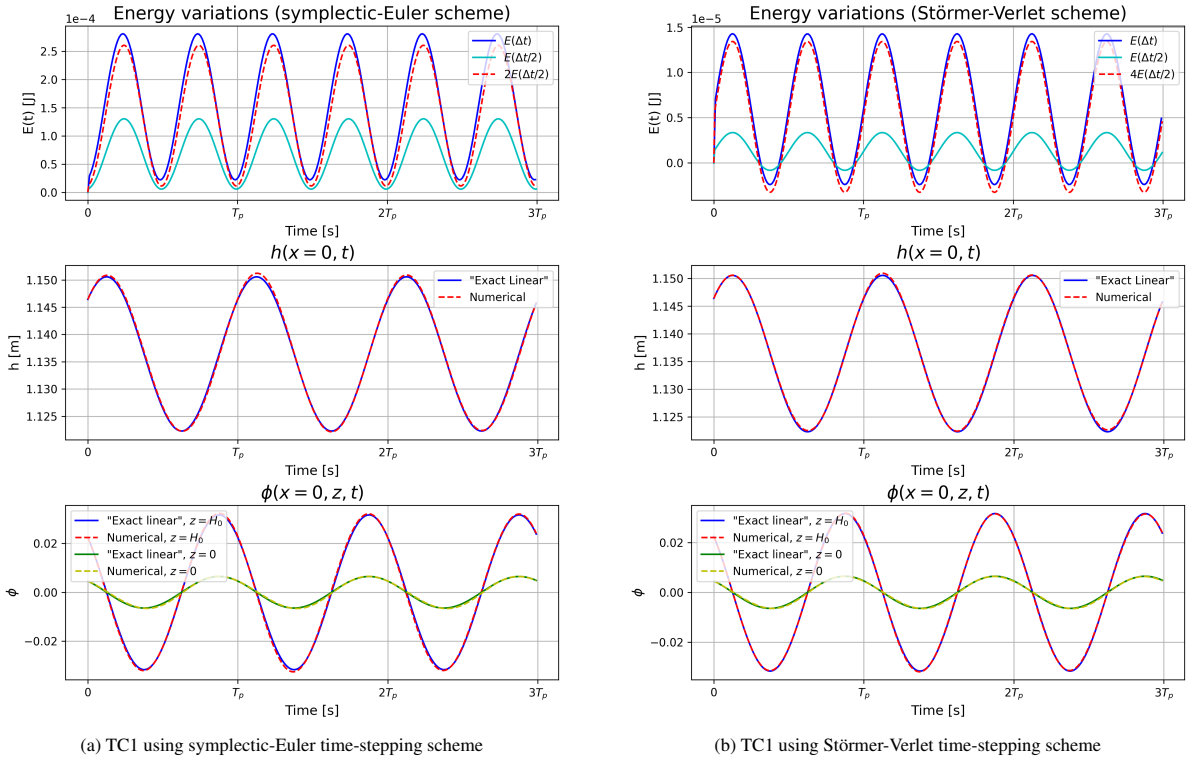 Energy variations (symplectic-Euler scheme)
1e−4
E(t) [J]
2.5
2.0
1.5
1.0
0.5
0.0
E(Δt)
E(Δt/2)
2E(Δt/2)
0
T_p
2T_p
3T_p
Time [s]
h(x = 0, t)
h [m]
1.150
1.145
1.140
1.135
1.130
1.125
"Exact Linear"
Numerical
0
T_p
2T_p
3T_p
Time [s]
ϕ(x = 0, z, t)
ϕ
0.02
0.00
−0.02
"Exact linear", z = H_0
Numerical, z = H_0
"Exact linear", z = 0
Numerical, z = 0
0
T_p
2T_p
3T_p
Time [s]
(a) TC1 using symplectic-Euler time-stepping scheme
Energy variations (Störmer-Verlet scheme)
1e−5
E(t) [J]
1.5
1.0
0.5
0.0
E(Δt)
E(Δt/2)
4E(Δt/2)
0
T_p
2T_p
3T_p
Time [s]
h(x = 0, t)
h [m]
1.150
1.145
1.140
1.135
1.130
1.125
"Exact Linear"
Numerical
0
T_p
2T_p
3T_p
Time [s]
ϕ(x = 0, z, t)
ϕ
0.02
0.00
−0.02
"Exact linear", z = H_0
Numerical, z = H_0
"Exact linear", z = 0
Numerical, z = 0
0
T_p
2T_p
3T_p
Time [s]
(b) TC1 using Störmer-Verlet time-stepping scheme